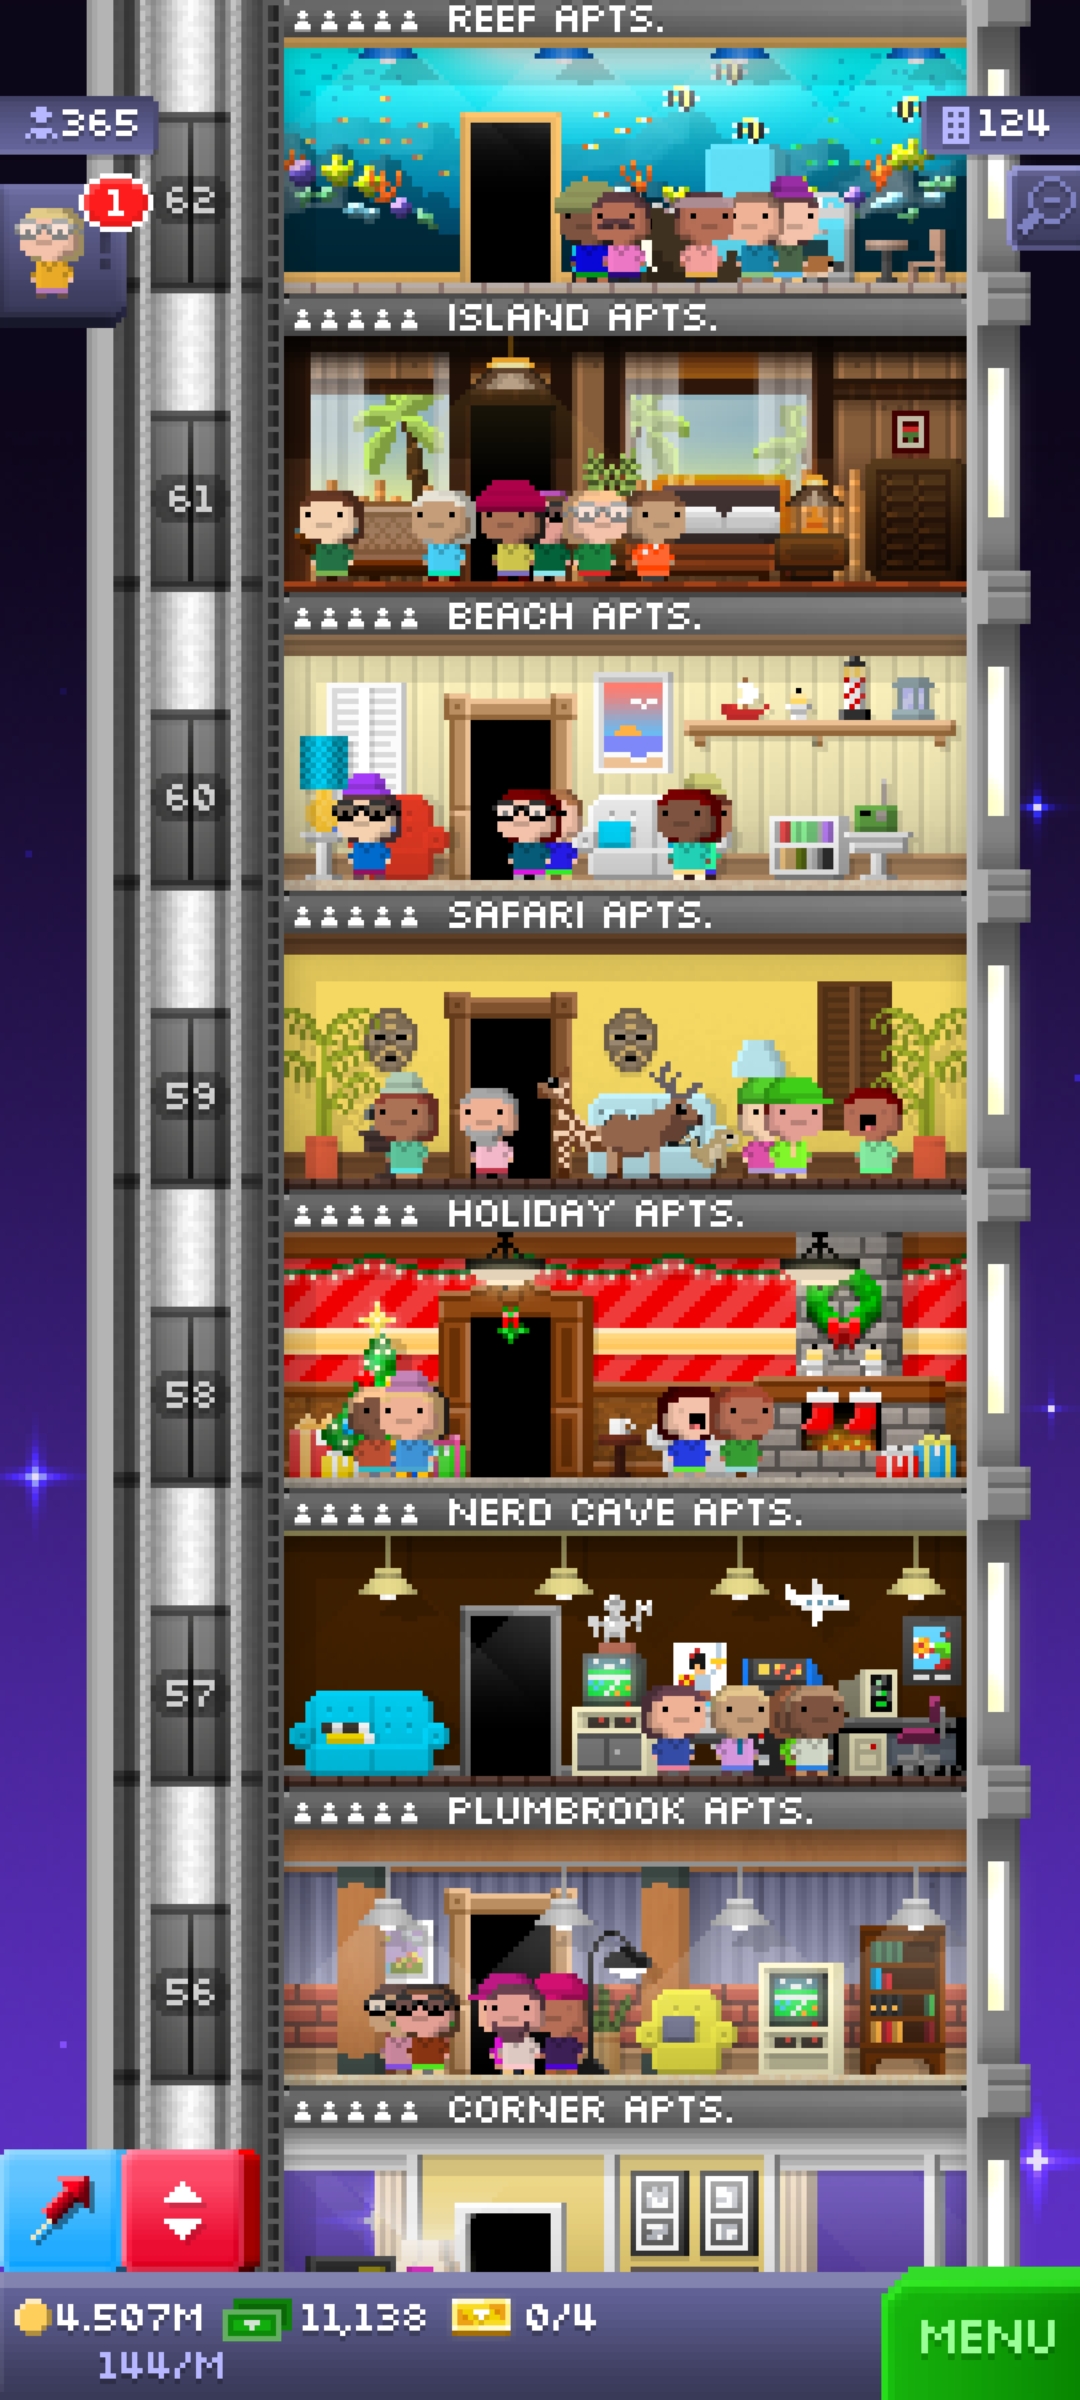 REEF APTS.
365
124
1
62
ISLAND APTS.
61
BEACH APTS.
60
SAFARI APTS.
59
HOLIDAY APTS.
58
NERD CAVE APTS.
57
PLUMBROOK APTS.
56
CORNER APTS.
4.507M 11,138 0/4
144/M
MENU